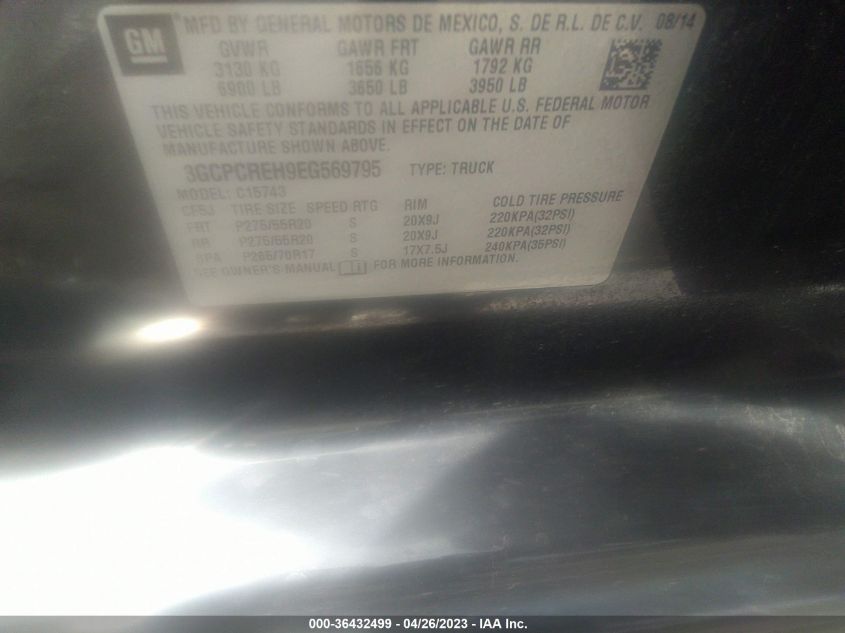 GM
MFD BY GENERAL MOTORS DE MEXICO, S. DE R.L. DE C.V. 08/14
GVWR GAWR FRT GAWR RR
3130 KG 1656 KG 1792 KG
6900 LB 3650 LB 3950 LB
THIS VEHICLE CONFORMS TO ALL APPLICABLE U.S. FEDERAL MOTOR
VEHICLE SAFETY STANDARDS IN EFFECT ON THE DATE OF
MANUFACTURE SHOWN ABOVE.
3GCPCREH9EG569795 TYPE: TRUCK
MODEL: C15743
CF5J TIRE SIZE SPEED RTG RIM COLD TIRE PRESSURE
FRT P275/55R20 S 20X9J 220KPA(32PSI)
RR P275/55R20 S 20X9J 220KPA(32PSI)
SPA P265/70R17 S 17X7.5J 240KPA(35PSI)
SEE OWNER'S MANUAL FOR MORE INFORMATION.
000-36432499 - 04/26/2023 - IAA Inc.